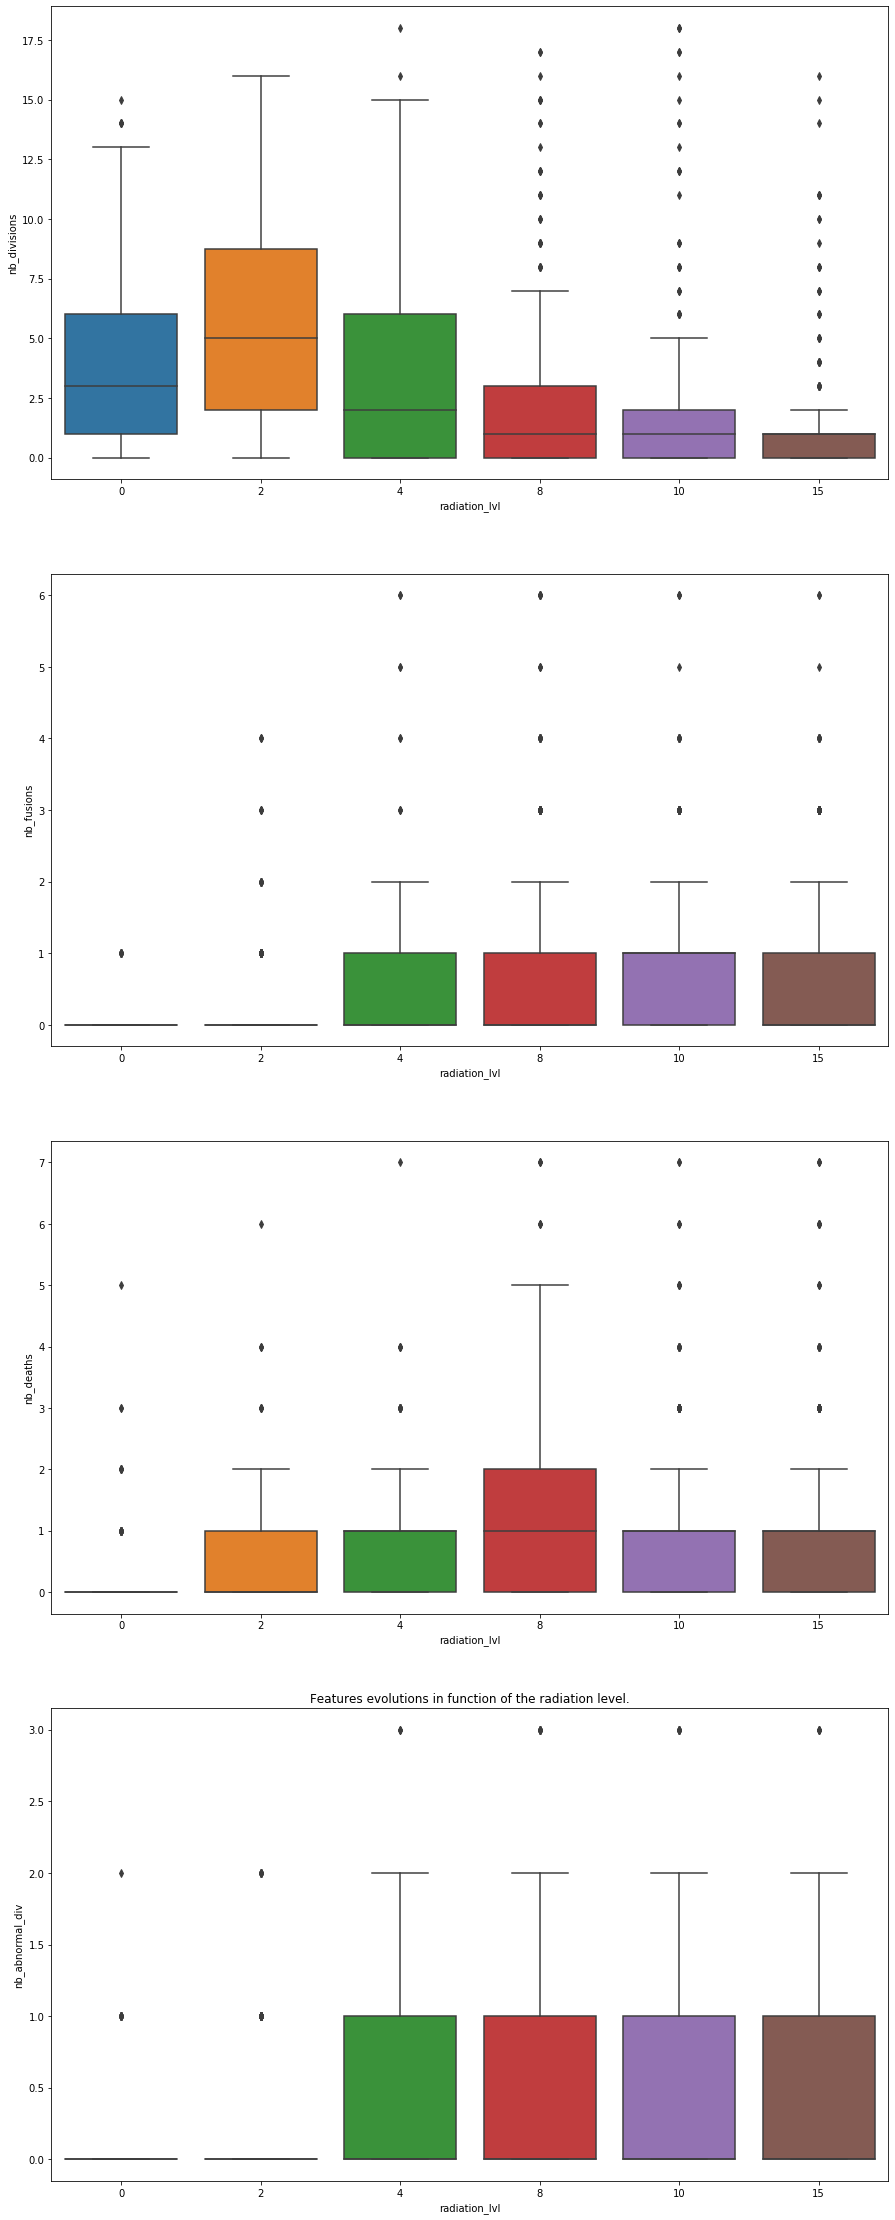 17.5
15.0
12.5
10.0
7.5
5.0
2.5
0.0
nb_divisions
0 2 4 8 10 15
radiation_lvl
6
5
4
3
2
1
0
nb_fusions
0 2 4 8 10 15
radiation_lvl
7
6
5
4
3
2
1
0
nb_deaths
0 2 4 8 10 15
radiation_lvl
Features evolutions in function of the radiation level.
3.0
2.5
2.0
1.5
1.0
0.5
0.0
nb_abnormal_div
0 2 4 8 10 15
radiation_lvl